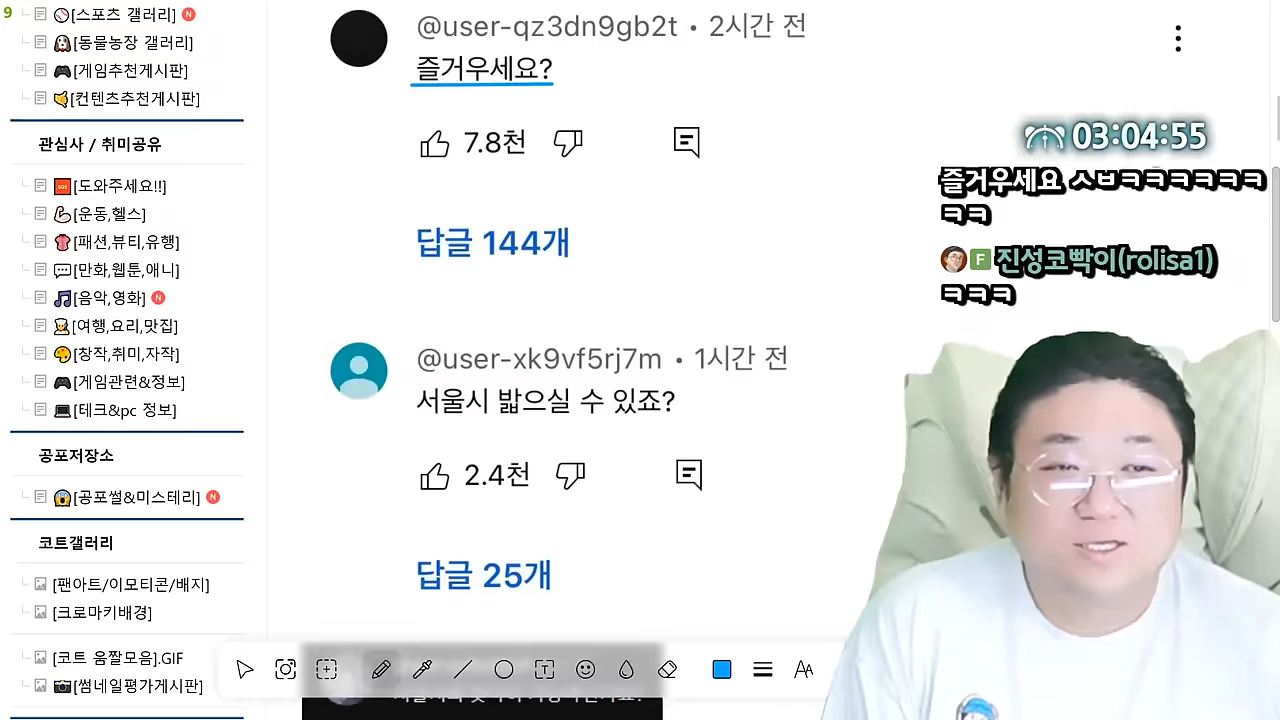 9
[스포츠 갤러리] N
[동물농장 갤러리]
[게임추천게시판]
[컨텐츠추천게시판]
관심사 / 취미공유
SOS [도와주세요!!]
[운동,헬스]
[패션,뷰티,유행]
[만화,웹툰,애니]
[음악,영화] N
[여행,요리,맛집]
[창작,취미,자작]
[게임관련&정보]
[테크&pc 정보]
공포저장소
[공포썰&미스테리] N
코트갤러리
[팬아트/이모티콘/배지]
[크로마키배경]
[코트 움짤모음].GIF
[썸네일평가게시판]
@user-qz3dn9gb2t • 2시간 전
즐거우세요?
7.8천
답글 144개
@user-xk9vf5rj7m • 1시간 전
서울시 밟으실 수 있죠?
2.4천
답글 25개
T
AA
03:04:55
즐거우세요 ㅅㅂㅋㅋㅋㅋㅋㅋ
ㅋㅋ
F 진성코빡이(rolisa1)
ㅋㅋㅋ